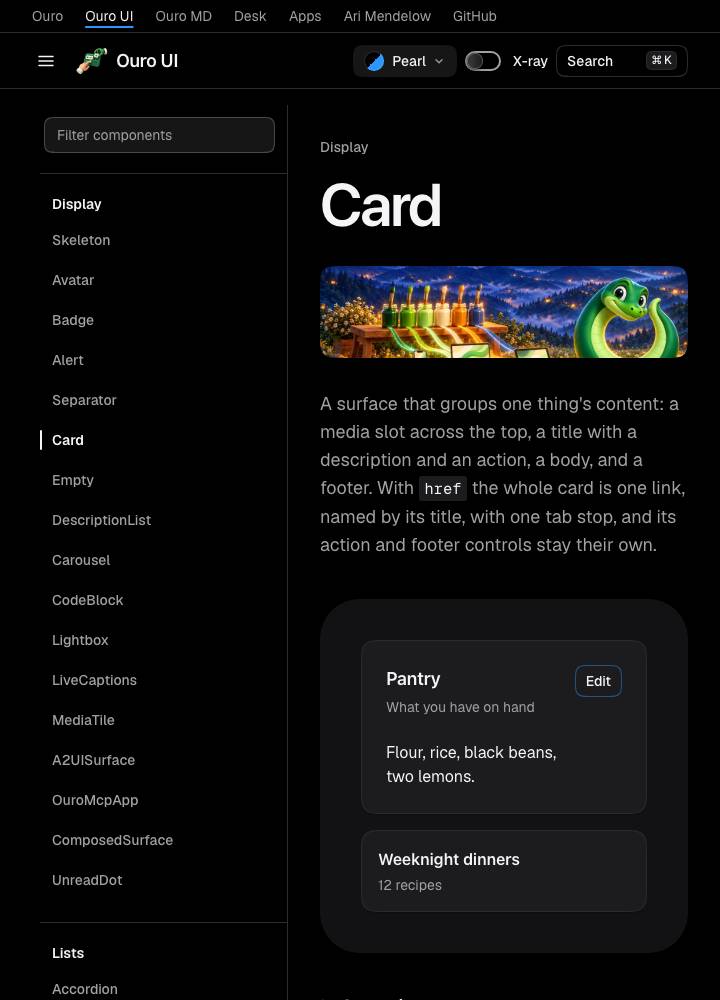 Ouro Ouro UI Ouro MD Desk Apps Ari Mendelow GitHub
Ouro UI Pearl X-ray Search ⌘ K
Filter components
Display
Skeleton
Avatar
Badge
Alert
Separator
Card
Empty
DescriptionList
Carousel
CodeBlock
Lightbox
LiveCaptions
MediaTile
A2UISurface
OuroMcpApp
ComposedSurface
UnreadDot
Lists
Accordion
Display
Card
A surface that groups one thing's content: a
media slot across the top, a title with a
description and an action, a body, and a
footer. With href the whole card is one link,
named by its title, with one tab stop, and its
action and footer controls stay their own.
Pantry
Edit
What you have on hand
Flour, rice, black beans,
two lemons.
Weeknight dinners
12 recipes